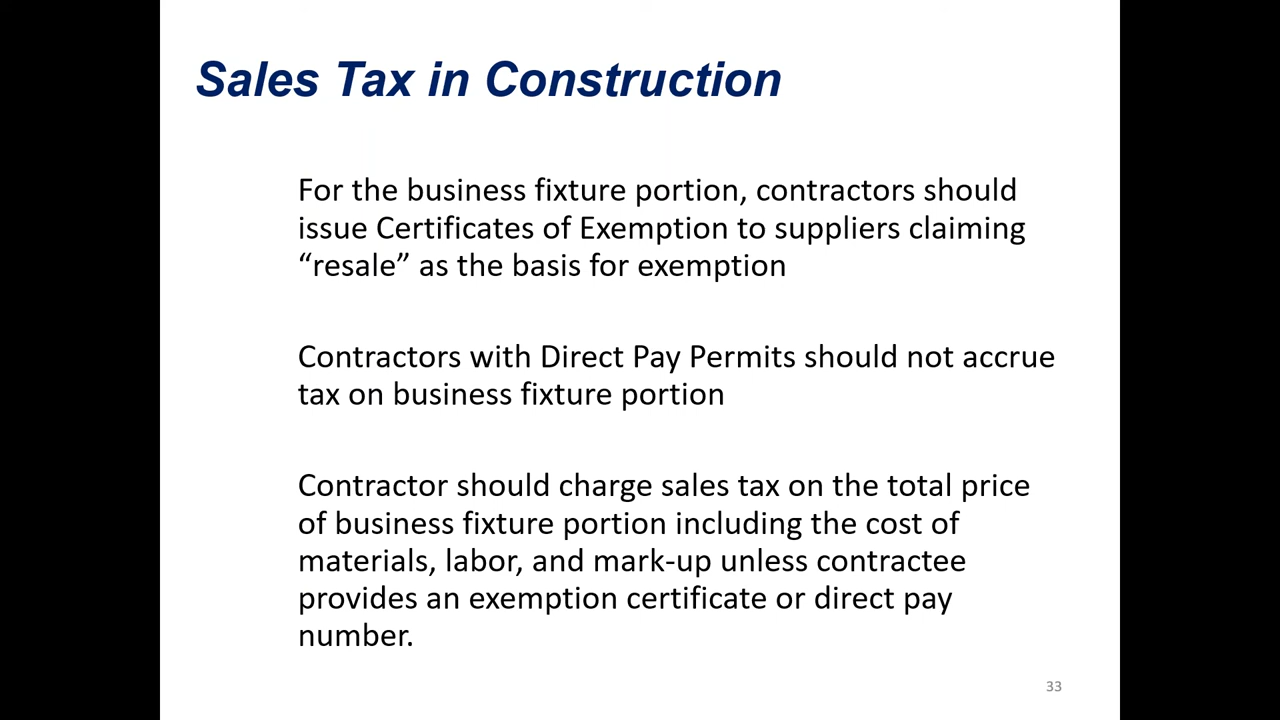 Sales Tax in Construction
For the business fixture portion, contractors should
issue Certificates of Exemption to suppliers claiming
“resale” as the basis for exemption
Contractors with Direct Pay Permits should not accrue
tax on business fixture portion
Contractor should charge sales tax on the total price
of business fixture portion including the cost of
materials, labor, and mark-up unless contractee
provides an exemption certificate or direct pay
number.
33